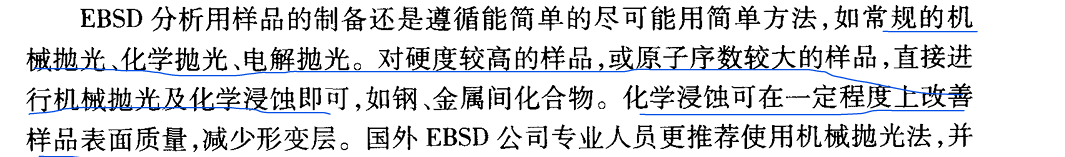 EBSD 分析用样品的制备还是遵循能简单的尽可能用简单方法,如常规的机
械抛光、化学抛光、电解抛光。对硬度较高的样品,或原子序数较大的样品,直接进
行机械抛光及化学浸蚀即可,如钢、金属间化合物。化学浸蚀可在一定程度上改善
样品表面质量,减少形变层。国外 EBSD 公司专业人员更推荐使用机械抛光法,并